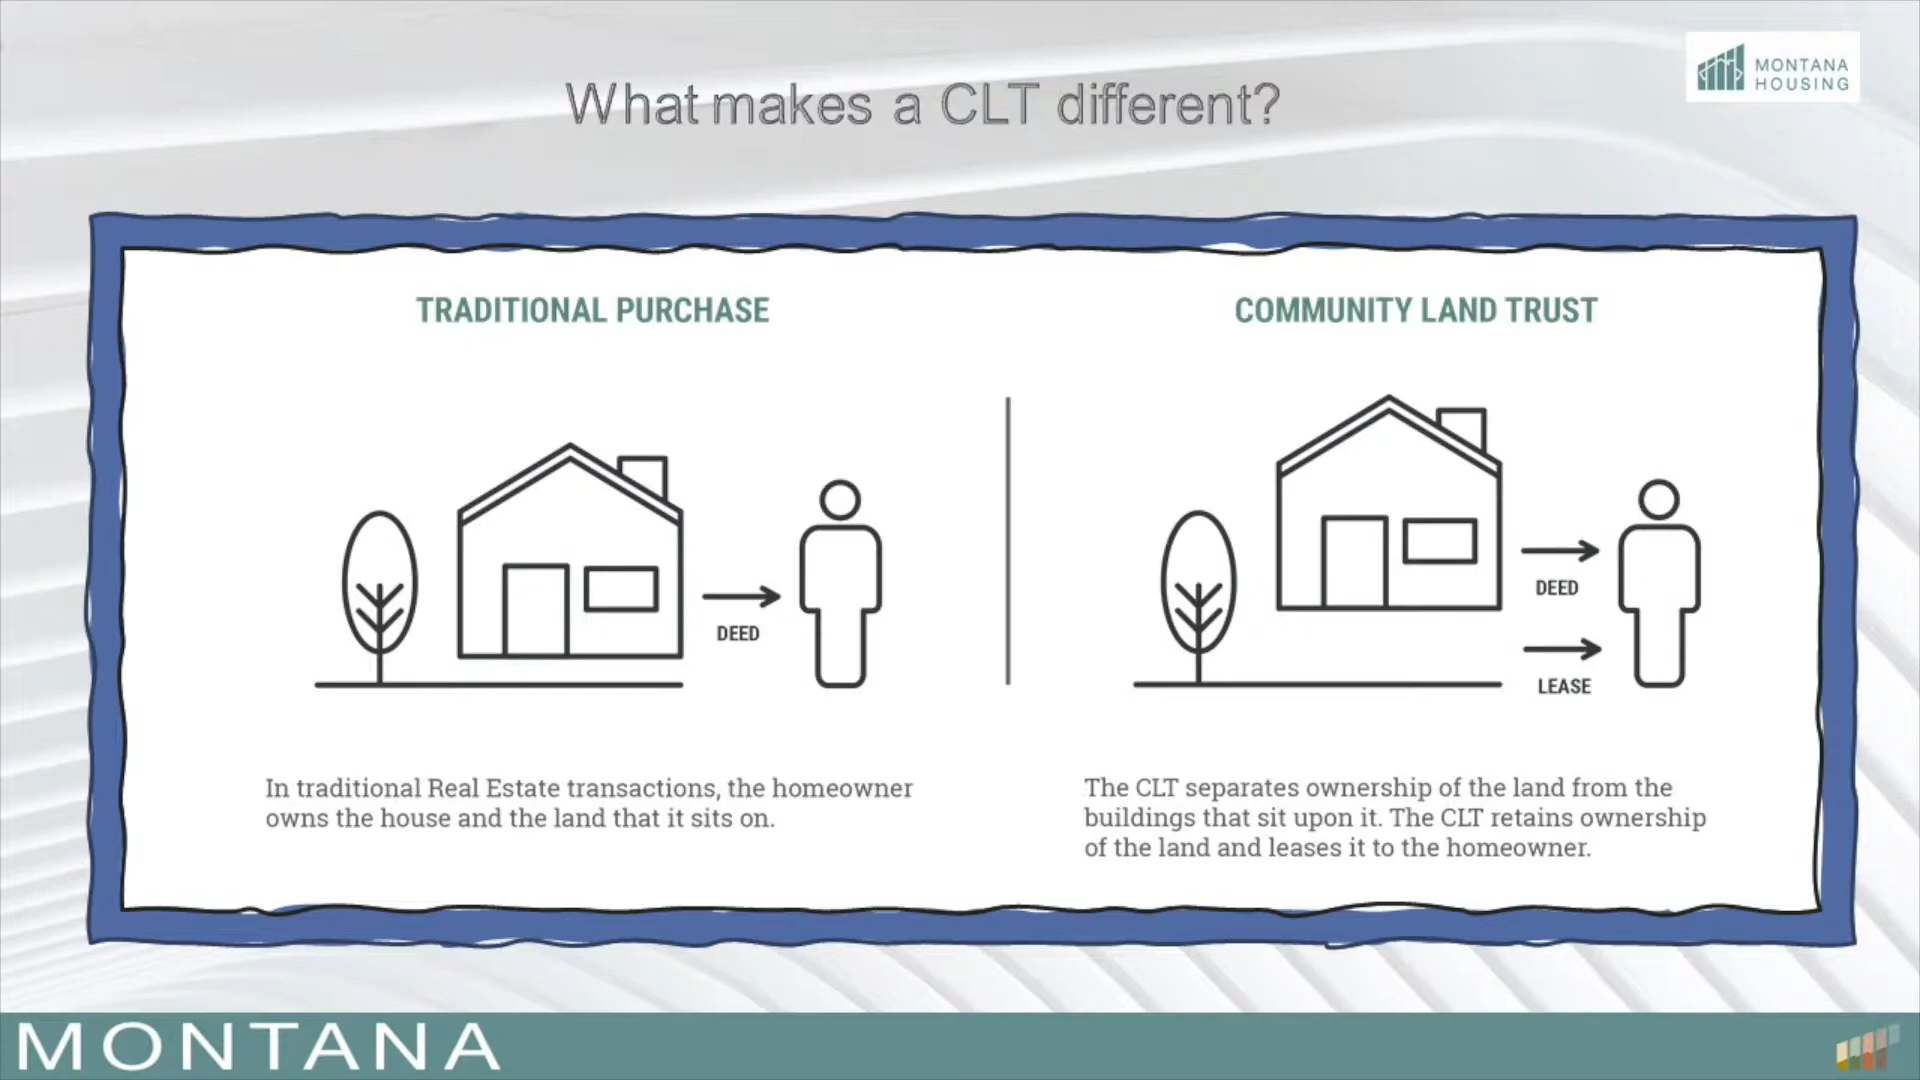 What makes a CLT different?
MONTANA
HOUSING
TRADITIONAL PURCHASE
DEED
In traditional Real Estate transactions, the homeowner
owns the house and the land that it sits on.
COMMUNITY LAND TRUST
DEED
LEASE
The CLT separates ownership of the land from the
buildings that sit upon it. The CLT retains ownership
of the land and leases it to the homeowner.
MONTANA